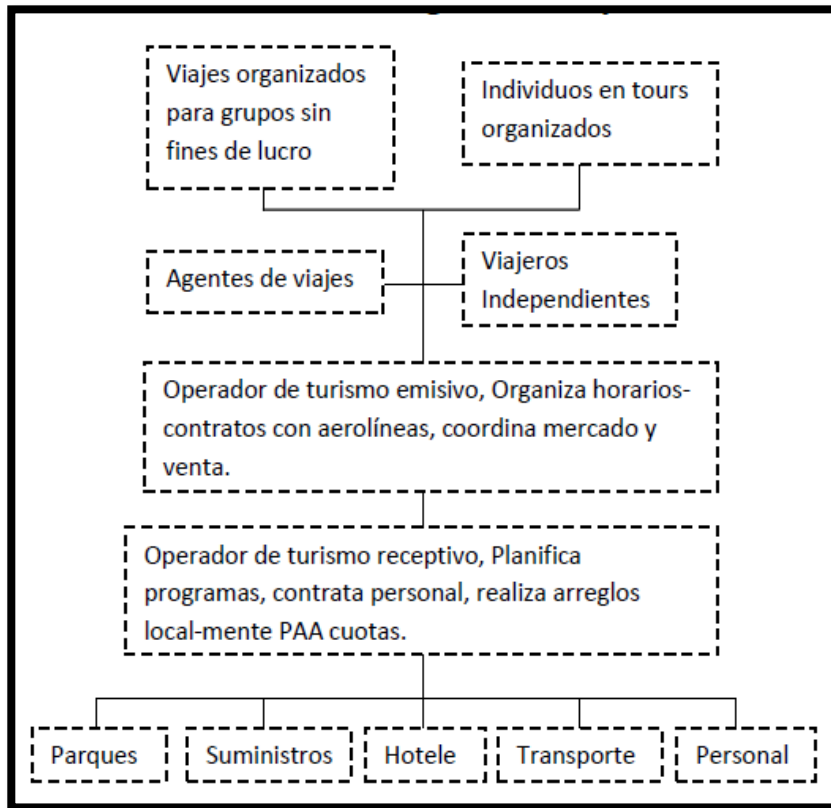 Viajes organizados
para grupos sin
fines de lucro
Individuos en tours
organizados
Agentes de viajes
Viajeros
Independientes
Operador de turismo emisivo, Organiza horarios-
contratos con aerolíneas, coordina mercado y
venta.
Operador de turismo receptivo, Planifica
programas, contrata personal, realiza arreglos
local-mente PAA cuotas.
Parques
Suministros
Hotele
Transporte
Personal